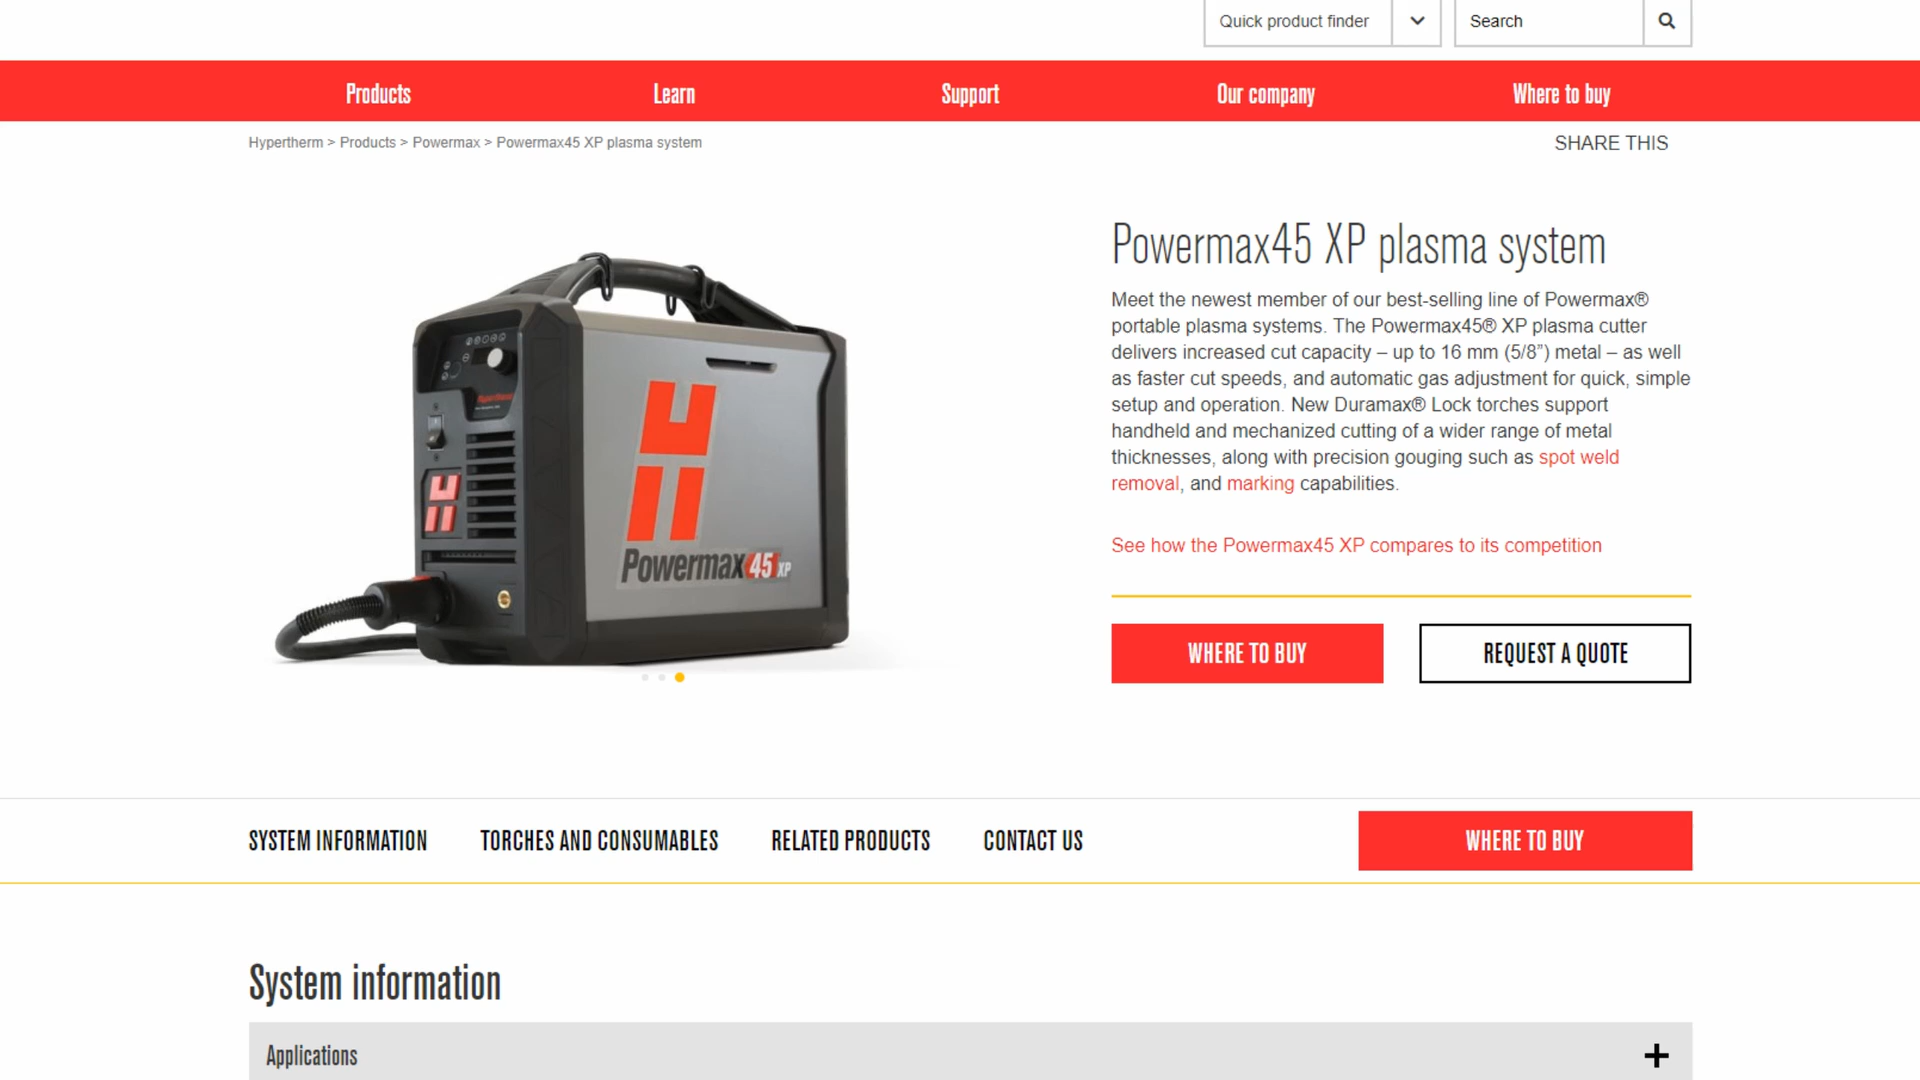 Quick product finder
Search
Products
Learn
Support
Our company
Where to buy
Hypertherm > Products > Powermax > Powermax45 XP plasma system
SHARE THIS
Powermax45 XP plasma system
Meet the newest member of our best-selling line of Powermax®
portable plasma systems. The Powermax45® XP plasma cutter
delivers increased cut capacity – up to 16 mm (5/8”) metal – as well
as faster cut speeds, and automatic gas adjustment for quick, simple
setup and operation. New Duramax® Lock torches support
handheld and mechanized cutting of a wider range of metal
thicknesses, along with precision gouging such as spot weld
removal, and marking capabilities.
See how the Powermax45 XP compares to its competition
WHERE TO BUY
REQUEST A QUOTE
Powermax45 XP
SYSTEM INFORMATION
TORCHES AND CONSUMABLES
RELATED PRODUCTS
CONTACT US
WHERE TO BUY
System information
Applications